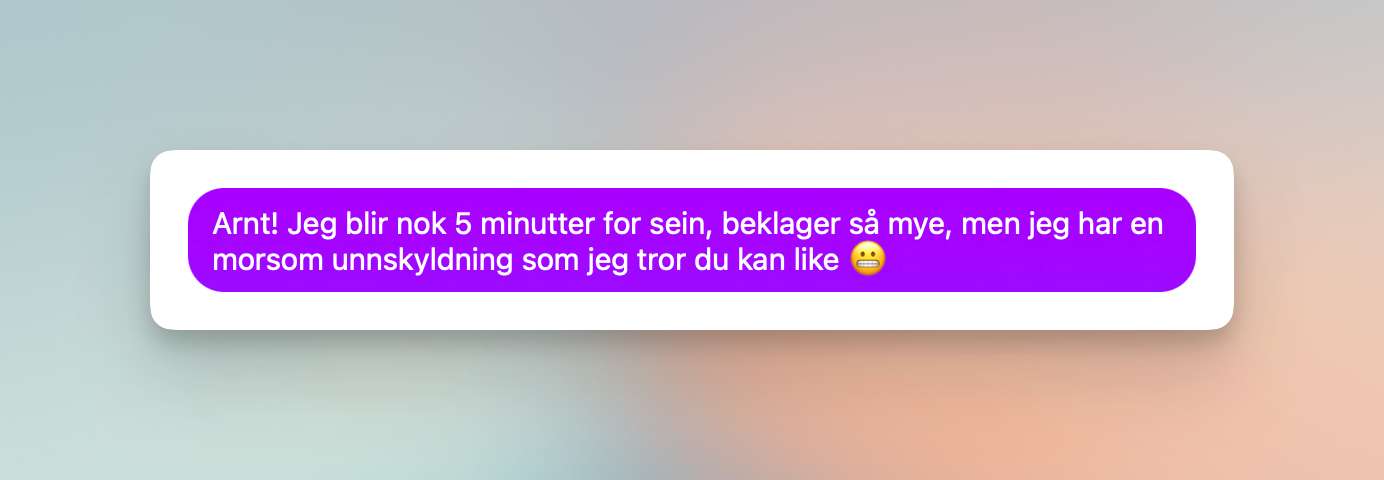 Arnt! Jeg blir nok 5 minutter for sein, beklager så mye, men jeg har en
morsom unnskyldning som jeg tror du kan like 😬